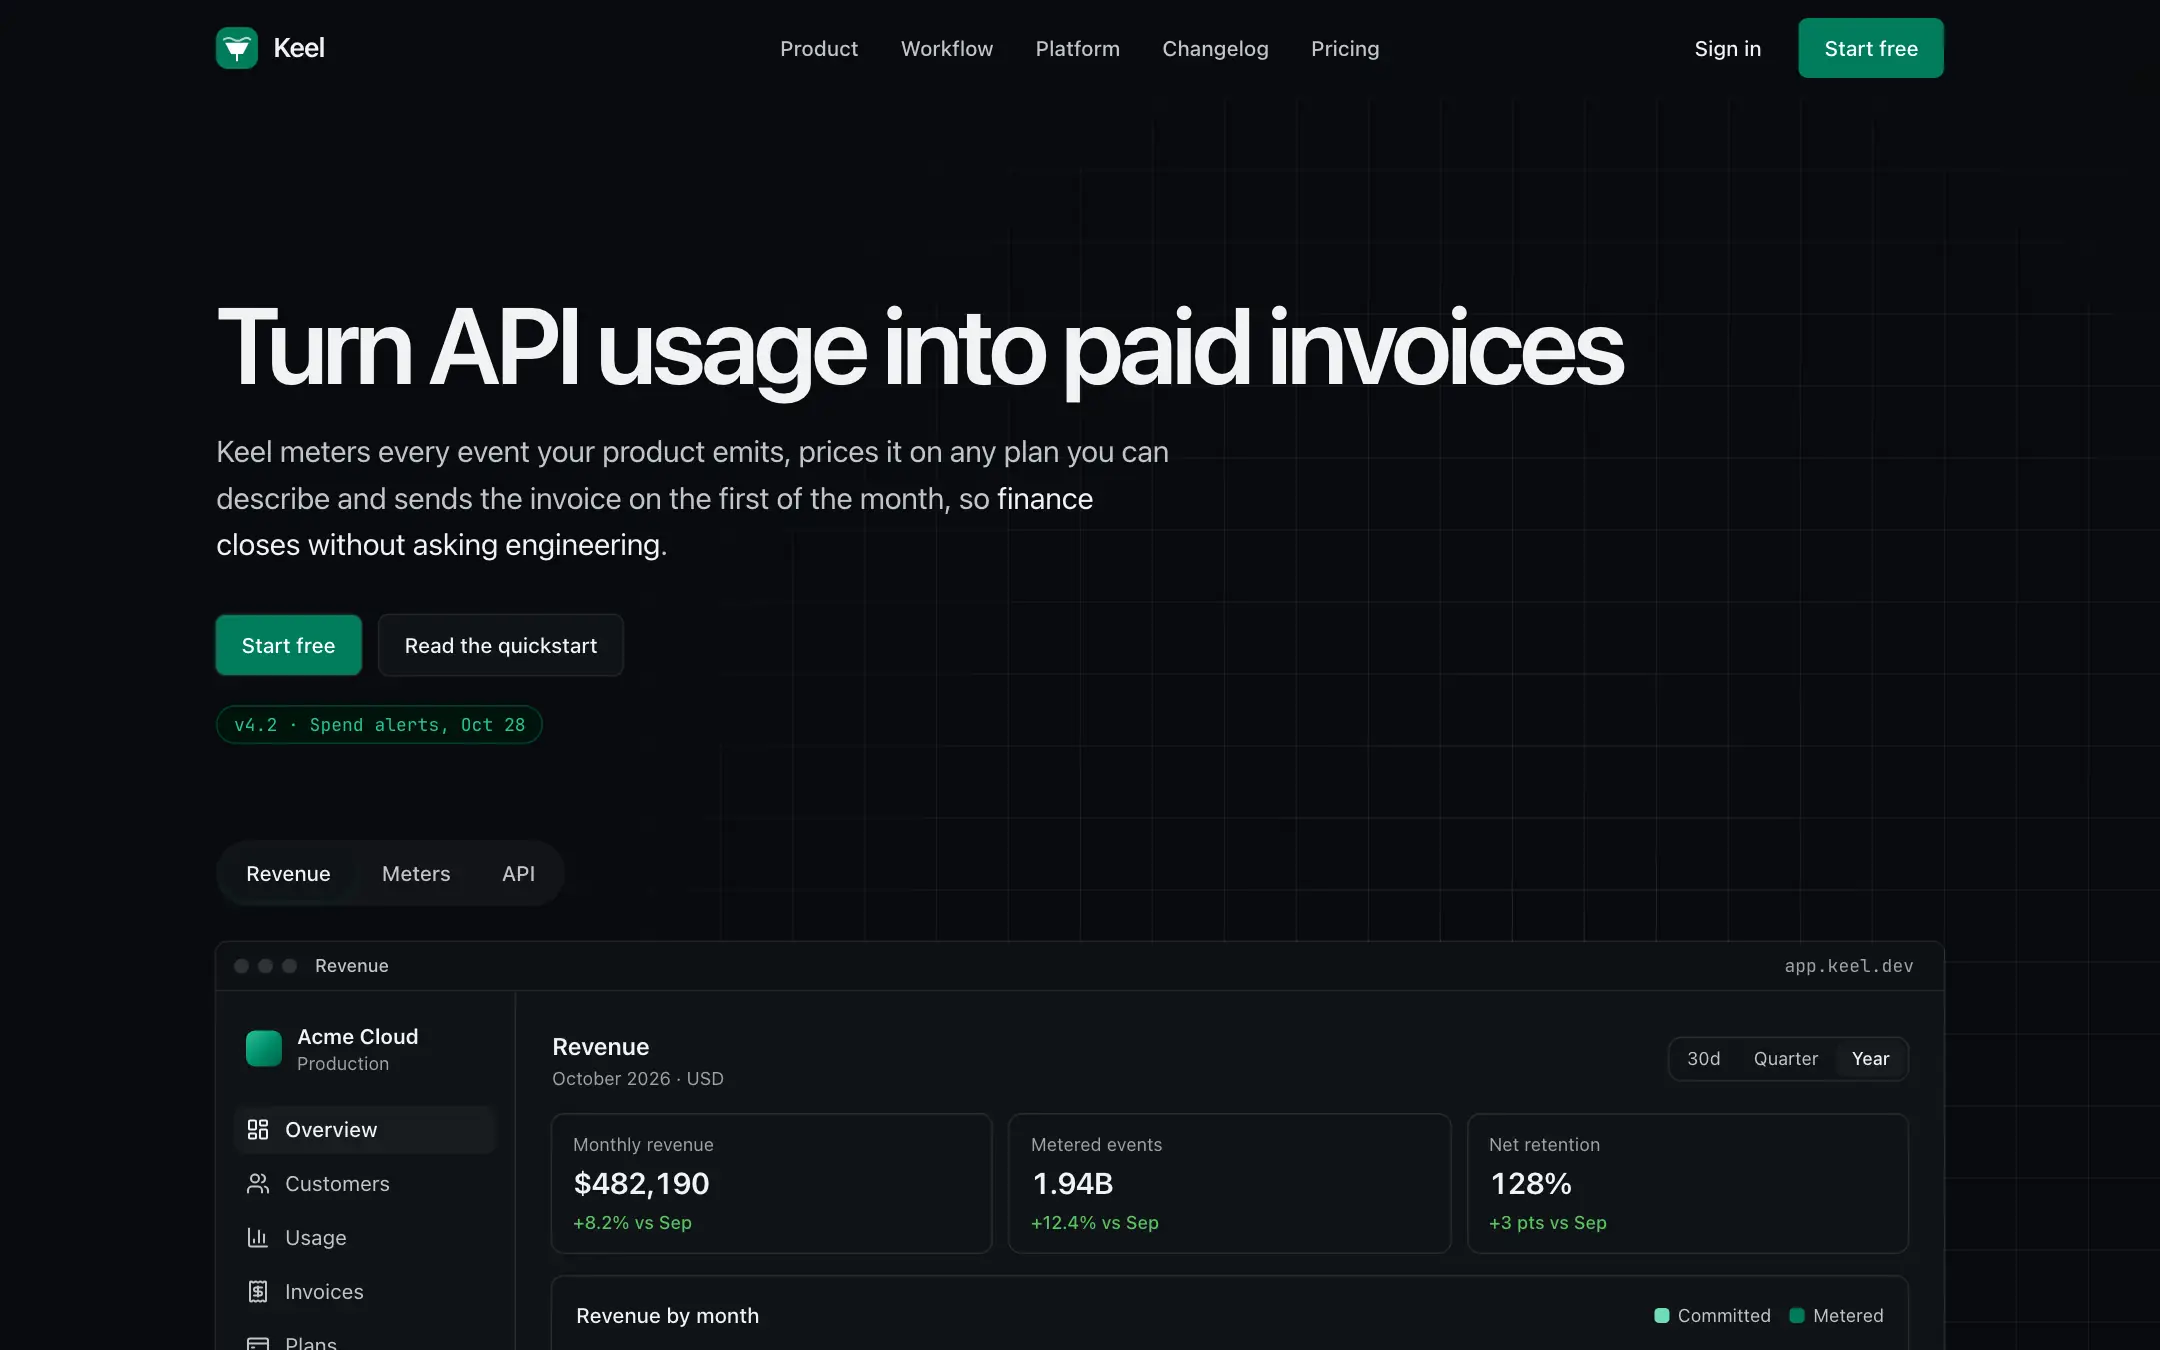 Keel
Product
Workflow
Platform
Changelog
Pricing
Sign in
Start free
Turn API usage into paid invoices
Keel meters every event your product emits, prices it on any plan you can
describe and sends the invoice on the first of the month, so finance
closes without asking engineering.
Start free
Read the quickstart
v4.2 · Spend alerts, Oct 28
Revenue
Meters
API
Revenue
app.keel.dev
Acme Cloud
Production
Overview
Customers
Usage
Invoices
Plans
Revenue
October 2026 · USD
30d
Quarter
Year
Monthly revenue
$482,190
+8.2% vs Sep
Metered events
1.94B
+12.4% vs Sep
Net retention
128%
+3 pts vs Sep
Revenue by month
Committed
Metered